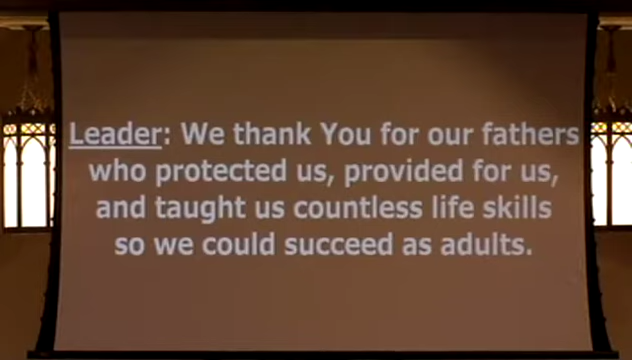 Leader: We thank You for our fathers
who protected us, provided for us,
and taught us countless life skills
so we could succeed as adults.